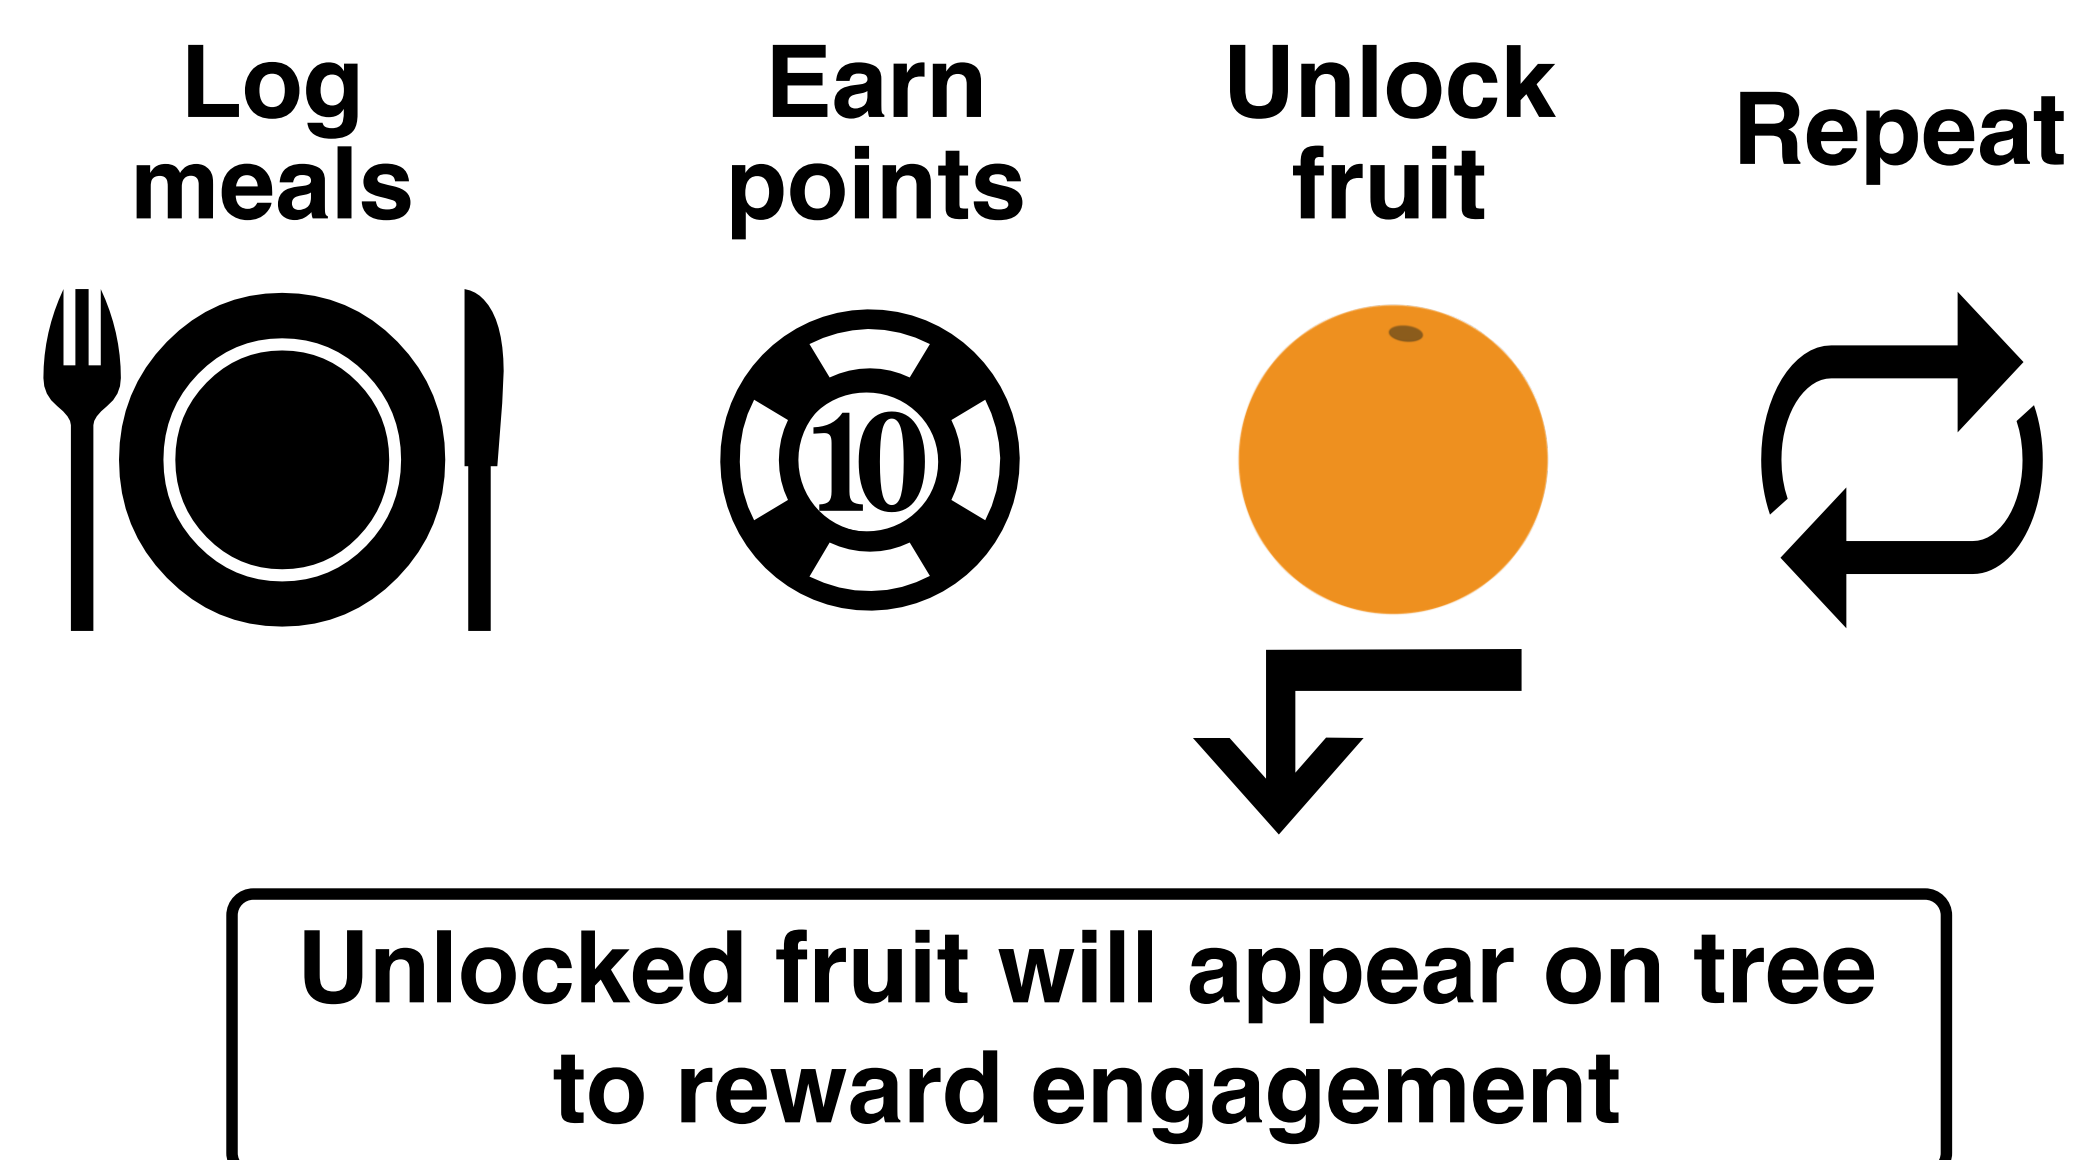 Log
meals
Earn
points
Unlock
fruit
Repeat
10
Unlocked fruit will appear on tree
to reward engagement